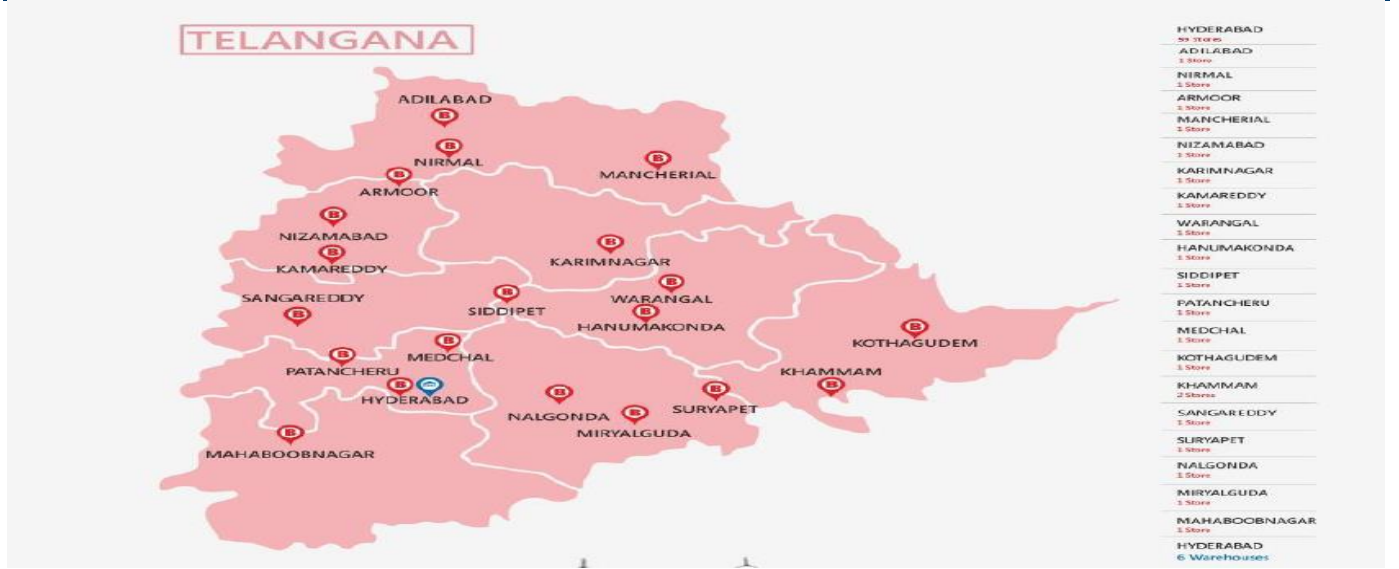 TELANGANA
ADILABAD
NIRMAL
MANCHERIAL
ARMOOR
NIZAMABAD
KARIMNAGAR
KAMAREDDY
SANGAREDDY
WARANGAL
SIDDIPET
HANUMAKONDA
KOTHAGUDEM
MEDCHAL
PATANCHERU
KHAMMAM
HYDERABAD
SURYAPET
NALGONDA
MIRYALGUDA
MAHABOOBNAGAR
HYDERABAD
Stores
ADILABAD
1 Store
NIRMAL
1 Store
ARMOOR
1 Store
MANCHERIAL
1 Store
NIZAMABAD
1 Store
KARIMNAGAR
1 Store
KAMAREDDY
1 Store
WARANGAL
1 Store
HANUMAKONDA
1 Store
SIDDIPET
1 Store
PATANCHERU
1 Store
MEDCHAL
1 Store
KOTHAGUDEM
1 Store
KHAMMAM
2 Stores
SANGAREDDY
1 Store
SURYAPET
1 Store
NALGONDA
1 Store
MIRYALGUDA
1 Store
MAHABOOBNAGAR
1 Store
HYDERABAD
6 Warehouses